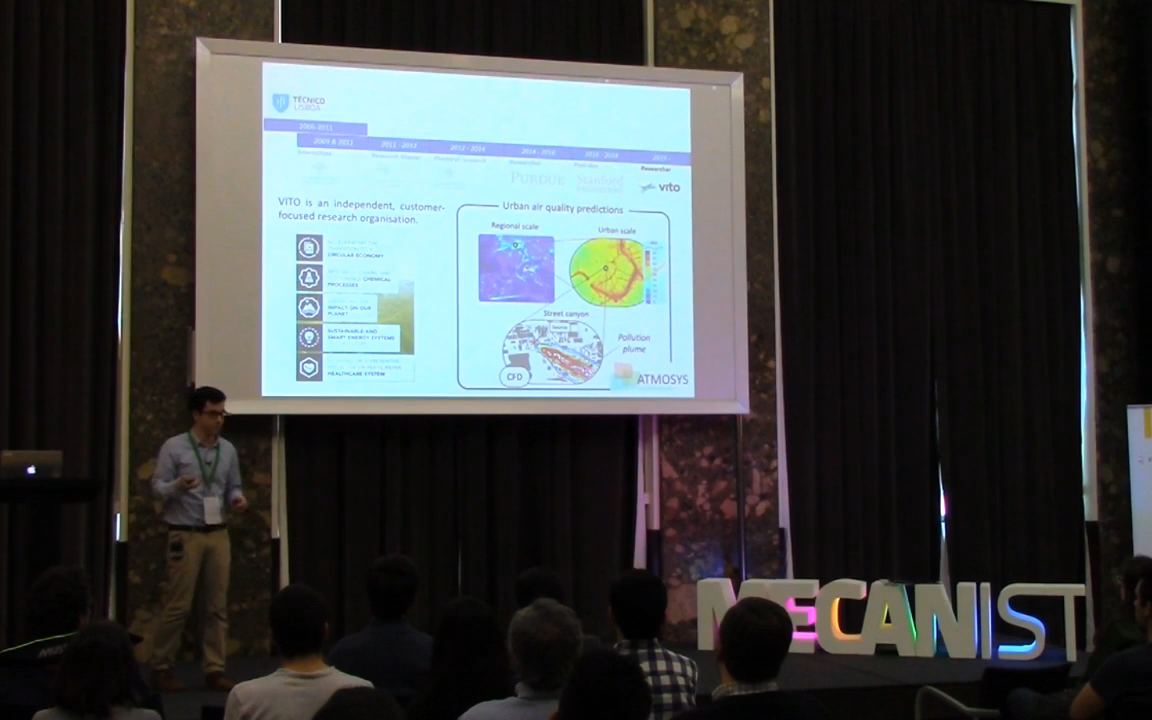 TÉCNICO
LISBOA
2006-2011
2009 & 2011
2011 - 2013
2012 - 2014
2014 - 2016
2016 - 2018
2019 -
Researcher
PURDUE
Stanford
vito
VITO is an independent, customer-
focused research organisation.
CIRCULAR ECONOMY
CHEMICAL
PROCESSES
IMPACT ON OUR
PLANET
SUSTAINABLE AND
SMART ENERGY SYSTEMS
HEALTHCARE SYSTEM
Urban air quality predictions
Regional scale
Urban scale
Street canyon
Source
Pollution
plume
CFD
ATMOSYS
MECANIST